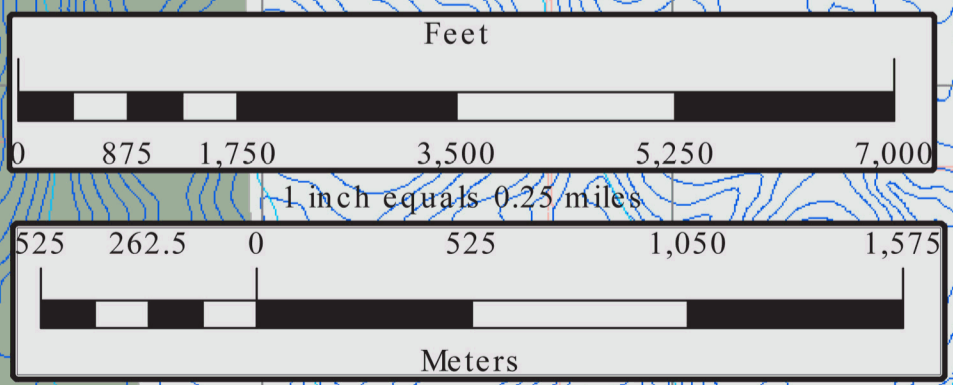 Feet
0 875 1,750 3,500 5,250 7,000
1 inch equals 0.25 miles
525 262.5 0 525 1,050 1,575
Meters